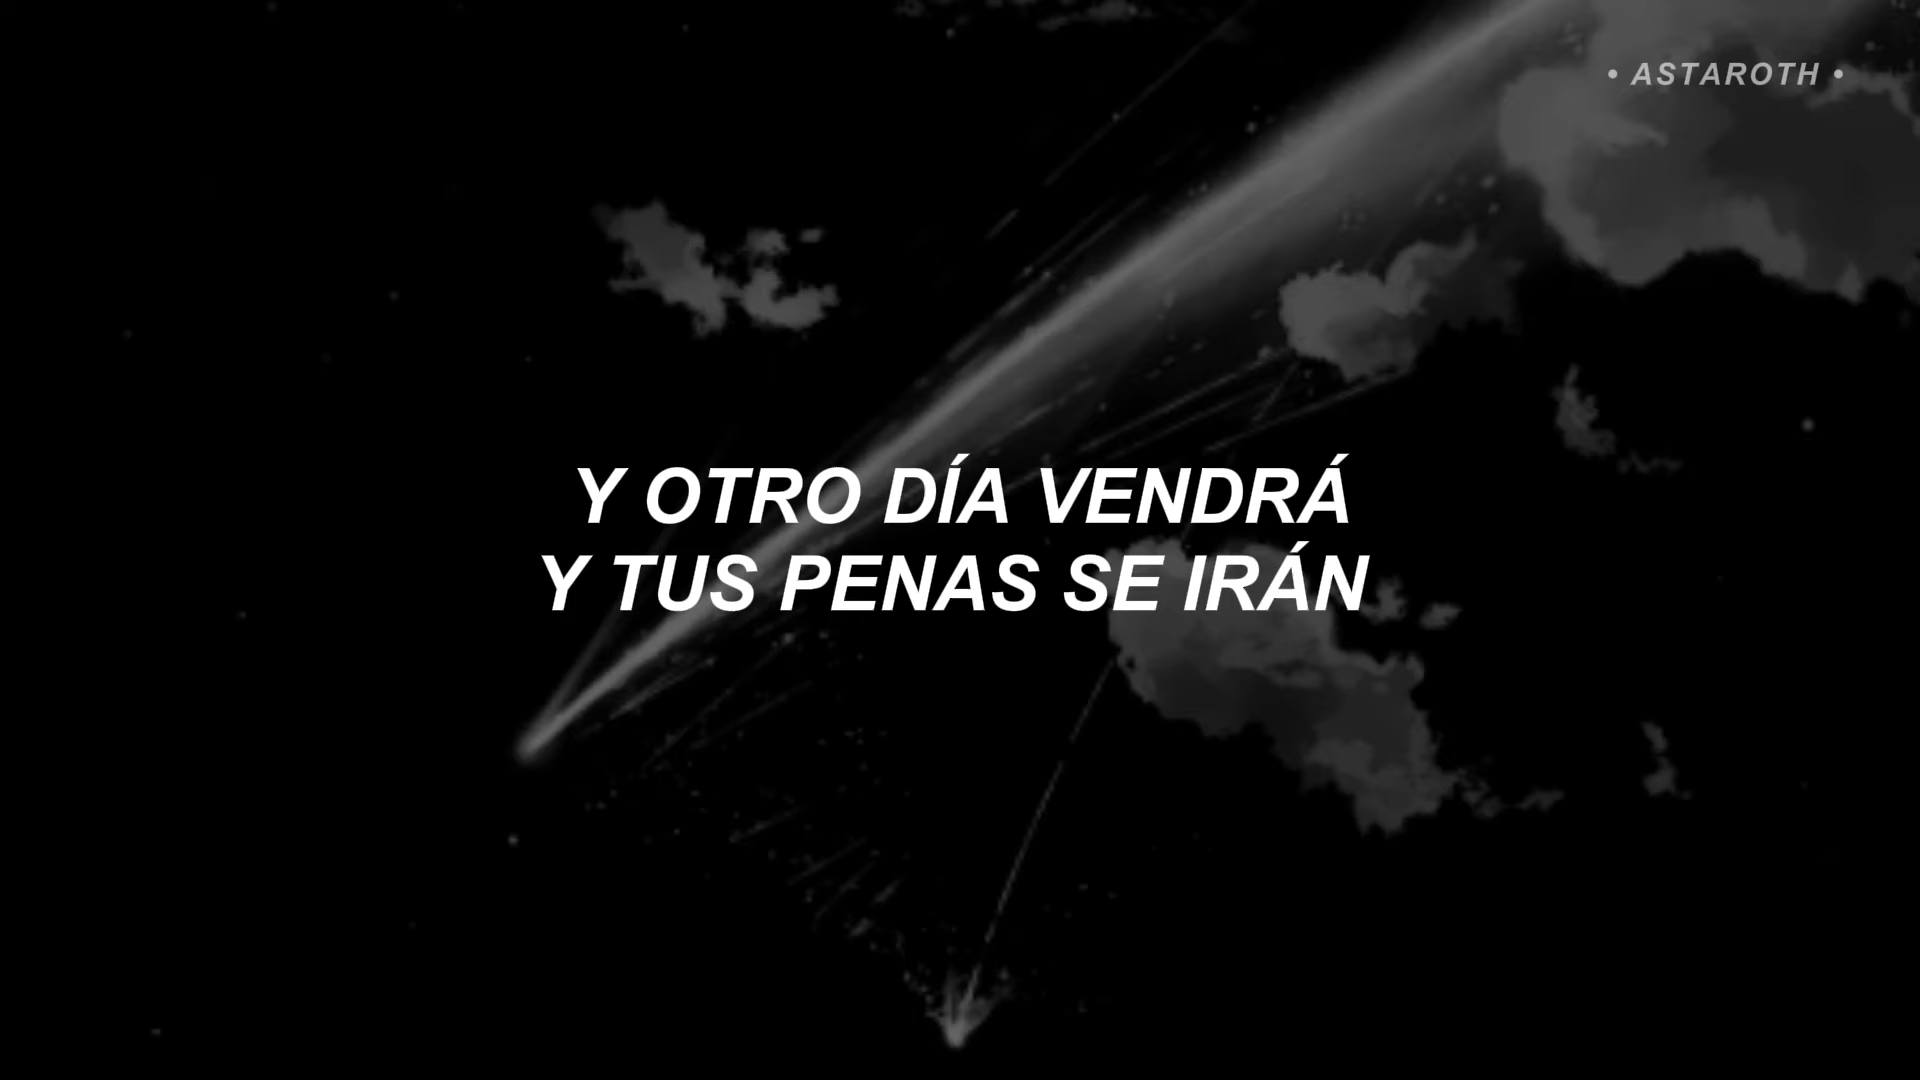 • ASTAROTH •
Y OTRO DÍA VENDRÁ
Y TUS PENAS SE IRÁN